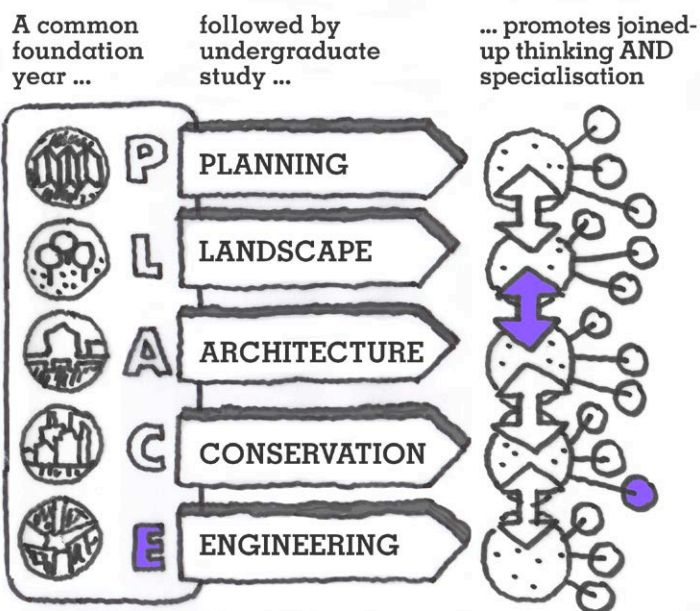 A common
foundation
year ...
followed by
undergraduate
study ...
... promotes joined-
up thinking AND
specialisation
P PLANNING
L LANDSCAPE
A ARCHITECTURE
C CONSERVATION
E ENGINEERING